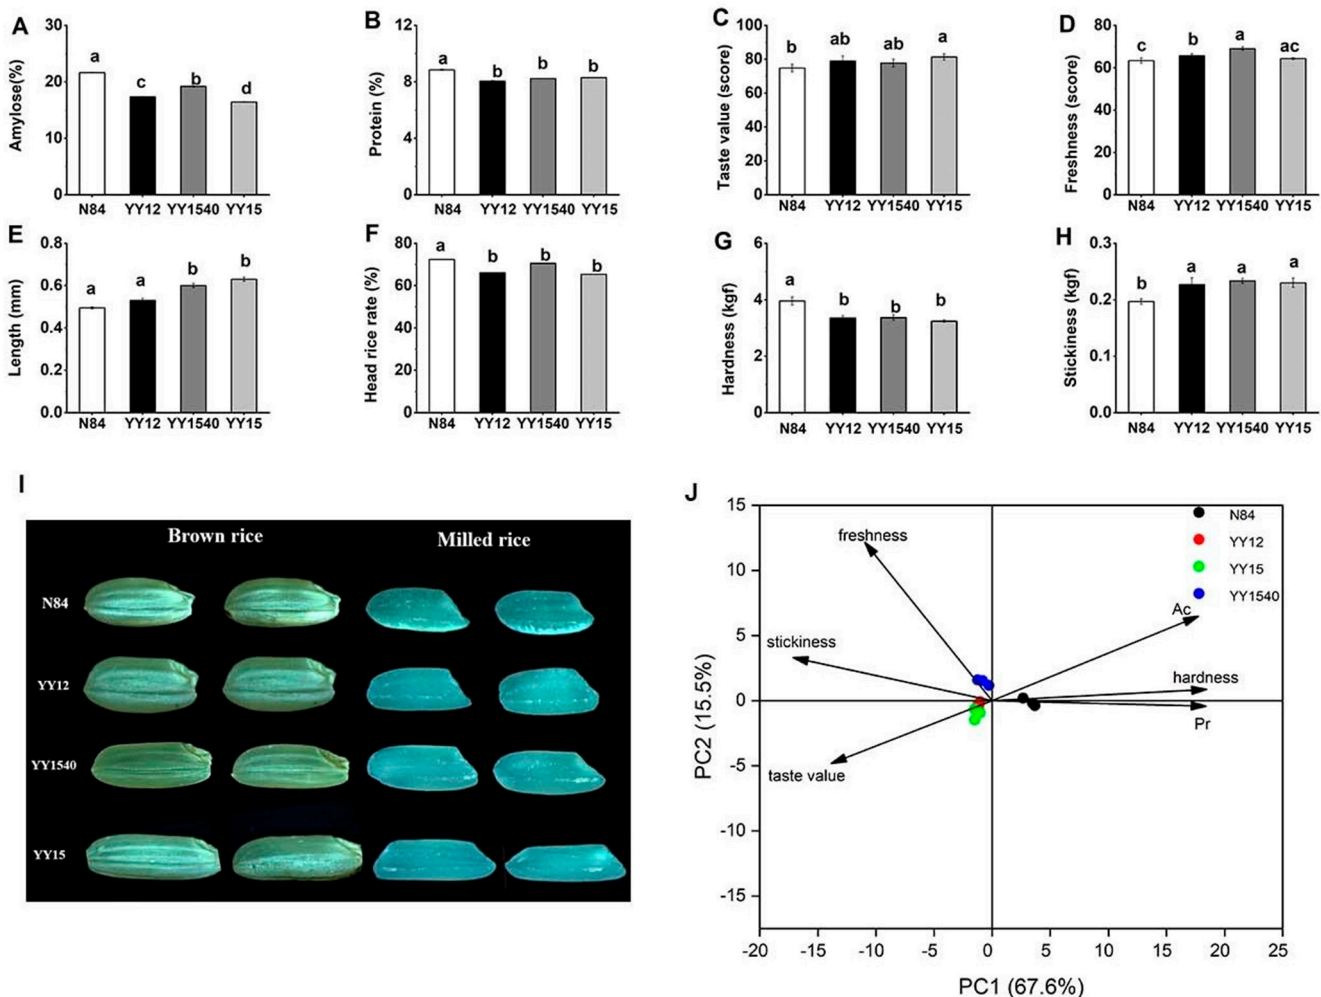 A
Amylose(%)
30
20
10
0
a
c
b
d
N84 YY12 YY1540 YY15
B
Protein (%)
12
8
4
0
a
b
b
b
N84 YY12 YY1540 YY15
C
Taste value (score)
100
80
60
40
20
0
b
ab
ab
a
N84 YY12 YY1540 YY15
D
Freshness (score)
80
60
40
20
0
c
b
a
ac
N84 YY12 YY1540 YY15
E
Length (mm)
0.8
0.6
0.4
0.2
0.0
a
a
b
b
N84 YY12 YY1540 YY15
F
Head rice rate (%)
80
60
40
20
0
a
b
b
b
N84 YY12 YY1540 YY15
G
Hardness (kgf)
6
4
2
0
a
b
b
b
N84 YY12 YY1540 YY15
H
Stickiness (kgf)
0.3
0.2
0.1
0.0
b
a
a
a
N84 YY12 YY1540 YY15
I
Brown rice Milled rice
N84
YY12
YY1540
YY15
J
PC2 (15.5%)
15
10
5
0
-5
-10
-15
freshness
stickiness
taste value
N84
YY12
YY15
YY1540
Ac
hardness
Pr
-20 -15 -10 -5 0 5 10 15 20 25
PC1 (67.6%)